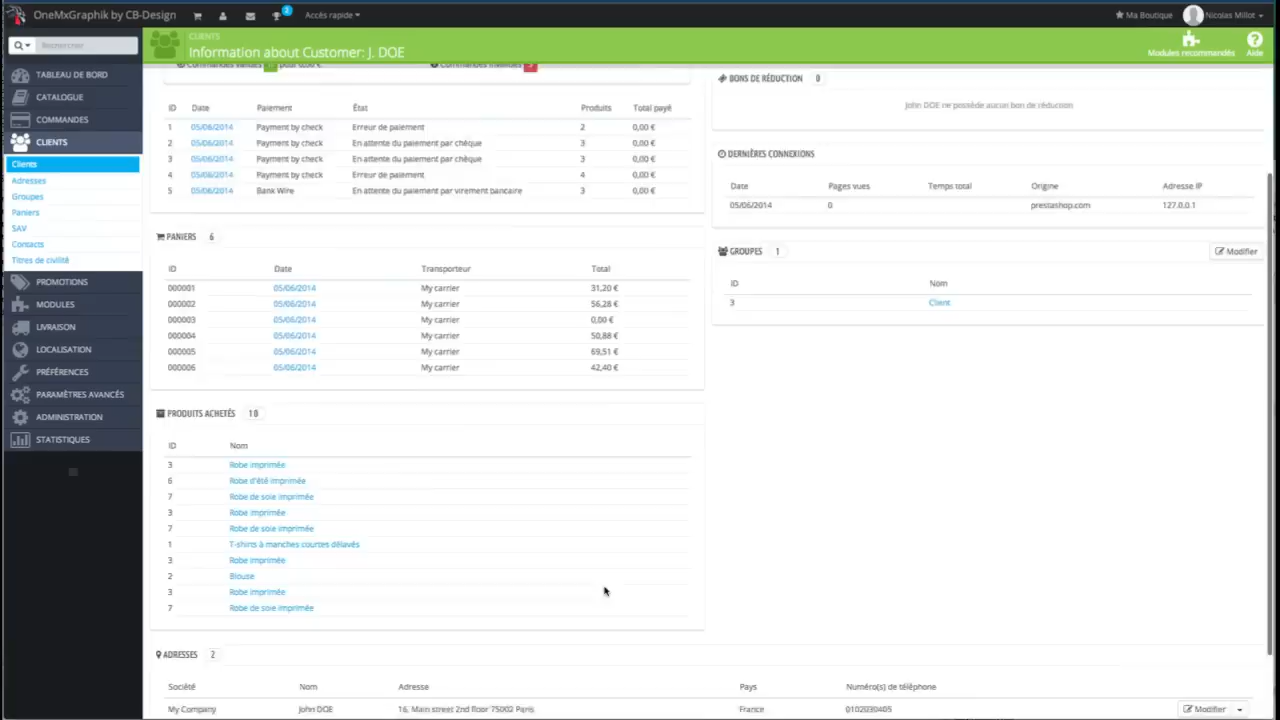 OneMxGraphik by CB-Design
2
Accès rapide
Ma Boutique
Nicolas Millot
Rechercher
CLIENTS
Information about Customer: J. DOE
Modules recommandés
Aide
TABLEAU DE BORD
CATALOGUE
COMMANDES
CLIENTS
Clients
Adresses
Groupes
Paniers
SAV
Contacts
Titres de civilité
PROMOTIONS
MODULES
LIVRAISON
LOCALISATION
PRÉFÉRENCES
PARAMÈTRES AVANCÉS
ADMINISTRATION
STATISTIQUES
ID Date Paiement État Produits Total payé
1 05/06/2014 Payment by check Erreur de paiement 2 0,00 €
2 05/06/2014 Payment by check En attente du paiement par chèque 3 0,00 €
3 05/06/2014 Payment by check En attente du paiement par chèque 3 0,00 €
4 05/06/2014 Payment by check Erreur de paiement 4 0,00 €
5 05/06/2014 Bank Wire En attente du paiement par virement bancaire 3 0,00 €
PANIERS 6
ID Date Transporteur Total
000001 05/06/2014 My carrier 31,20 €
000002 05/06/2014 My carrier 56,28 €
000003 05/06/2014 My carrier 0,00 €
000004 05/06/2014 My carrier 50,88 €
000005 05/06/2014 My carrier 69,51 €
000006 05/06/2014 My carrier 42,40 €
PRODUITS ACHETÉS 10
ID Nom
3 Robe imprimée
6 Robe d'été imprimée
7 Robe de soie imprimée
3 Robe imprimée
7 Robe de soie imprimée
1 T-shirts à manches courtes délavés
3 Robe imprimée
2 Blouse
3 Robe imprimée
7 Robe de soie imprimée
BONS DE RÉDUCTION 0
John DOE ne possède aucun bon de réduction
DERNIÈRES CONNEXIONS
Date Pages vues Temps total Origine Adresse IP
05/06/2014 0 prestashop.com 127.0.0.1
GROUPES 1
Modifier
ID Nom
3 Client
ADRESSES 2
Société Nom Adresse Pays Numéro(s) de téléphone
My Company John DOE 16, Main street 2nd floor 75002 Paris France 0102030405 Modifier